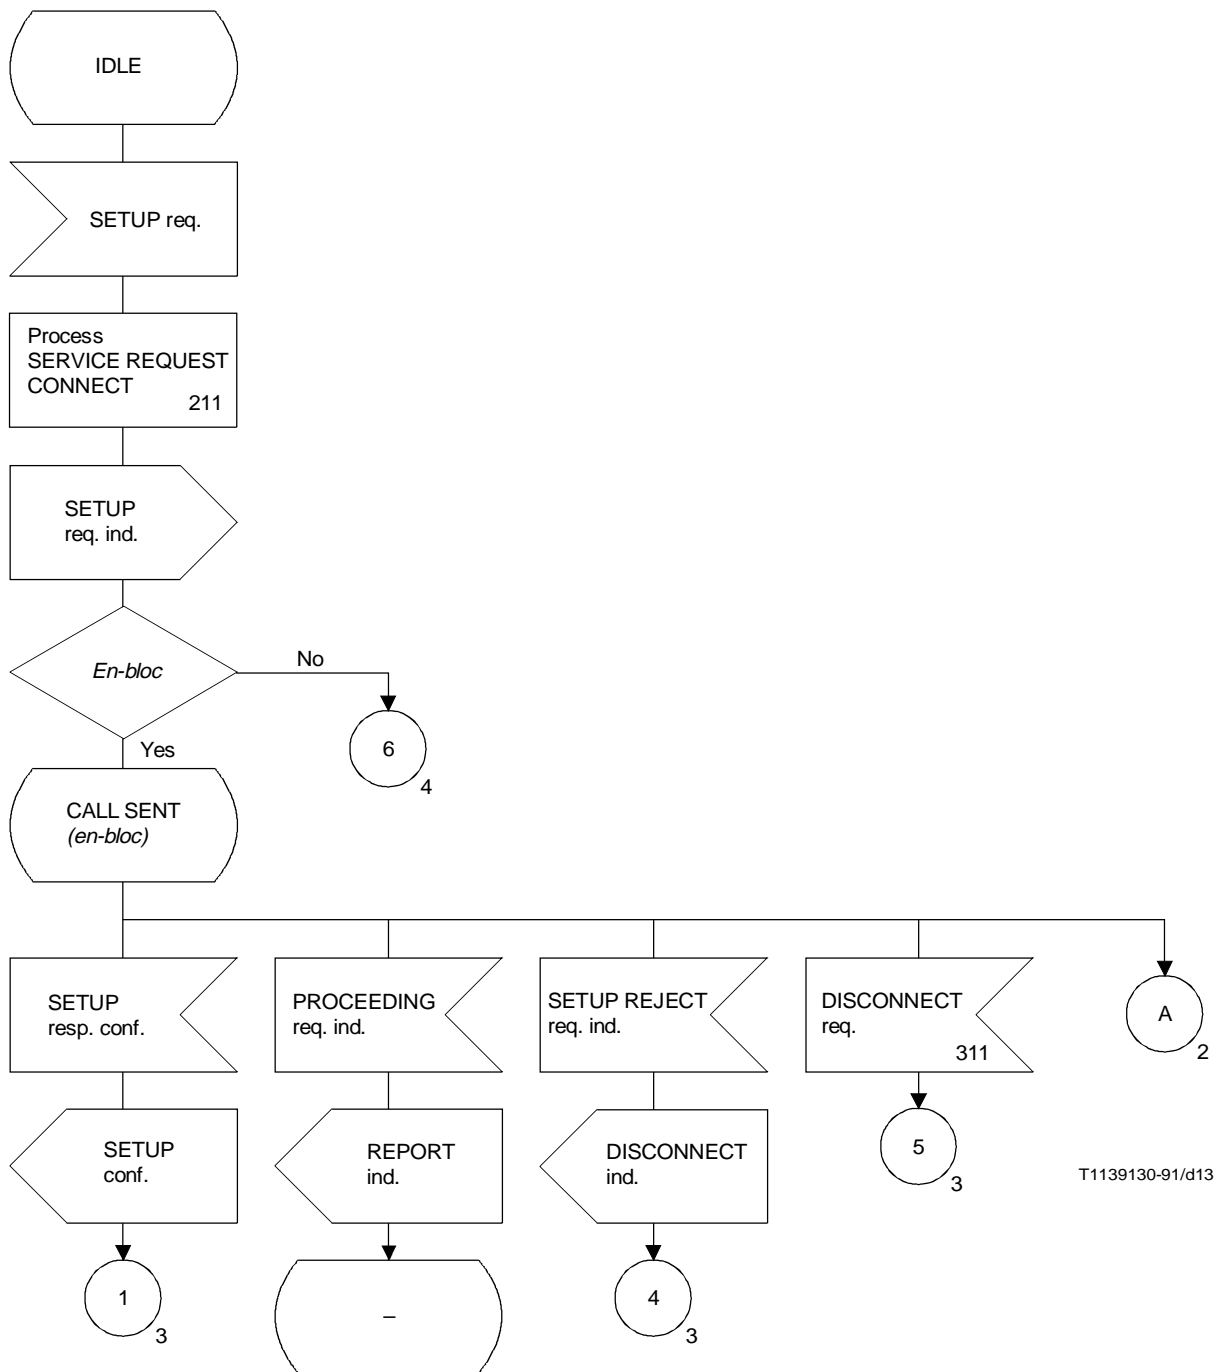 IDLE
SETUP req.
Process
SERVICE REQUEST
CONNECT
211
SETUP
req. ind.
En-bloc
No
Yes
6
4
CALL SENT
(en-bloc)
SETUP
resp. conf.
PROCEEDING
req. ind.
SETUP REJECT
req. ind.
DISCONNECT
req.
311
A
2
SETUP
conf.
REPORT
ind.
DISCONNECT
ind.
5
3
T1139130-91/d13
1
3
–
4
3